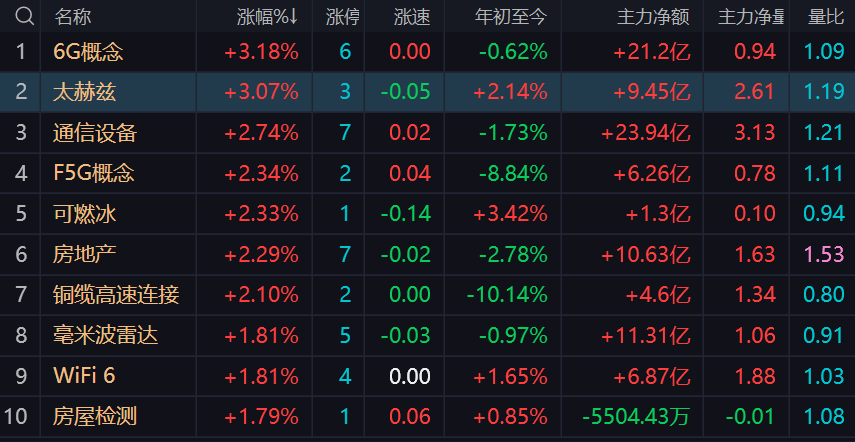 名称 涨幅%↓ 涨停 涨速 年初至今 主力净额 主力净量 量比
1 6G概念 +3.18% 6 0.00 -0.62% +21.2亿 0.94 1.09
2 太赫兹 +3.07% 3 -0.05 +2.14% +9.45亿 2.61 1.19
3 通信设备 +2.74% 7 0.02 -1.73% +23.94亿 3.13 1.21
4 F5G概念 +2.34% 2 0.04 -8.84% +6.26亿 0.78 1.11
5 可燃冰 +2.33% 1 -0.14 +3.42% +1.3亿 0.10 0.94
6 房地产 +2.29% 7 -0.02 -2.78% +10.63亿 1.63 1.53
7 铜缆高速连接 +2.10% 2 0.00 -10.14% +4.6亿 1.34 0.80
8 毫米波雷达 +1.81% 5 -0.03 -0.97% +11.31亿 1.06 0.91
9 WiFi 6 +1.81% 4 0.00 +1.65% +6.87亿 1.88 1.03
10 房屋检测 +1.79% 1 0.06 +0.85% -5504.43万 -0.01 1.08